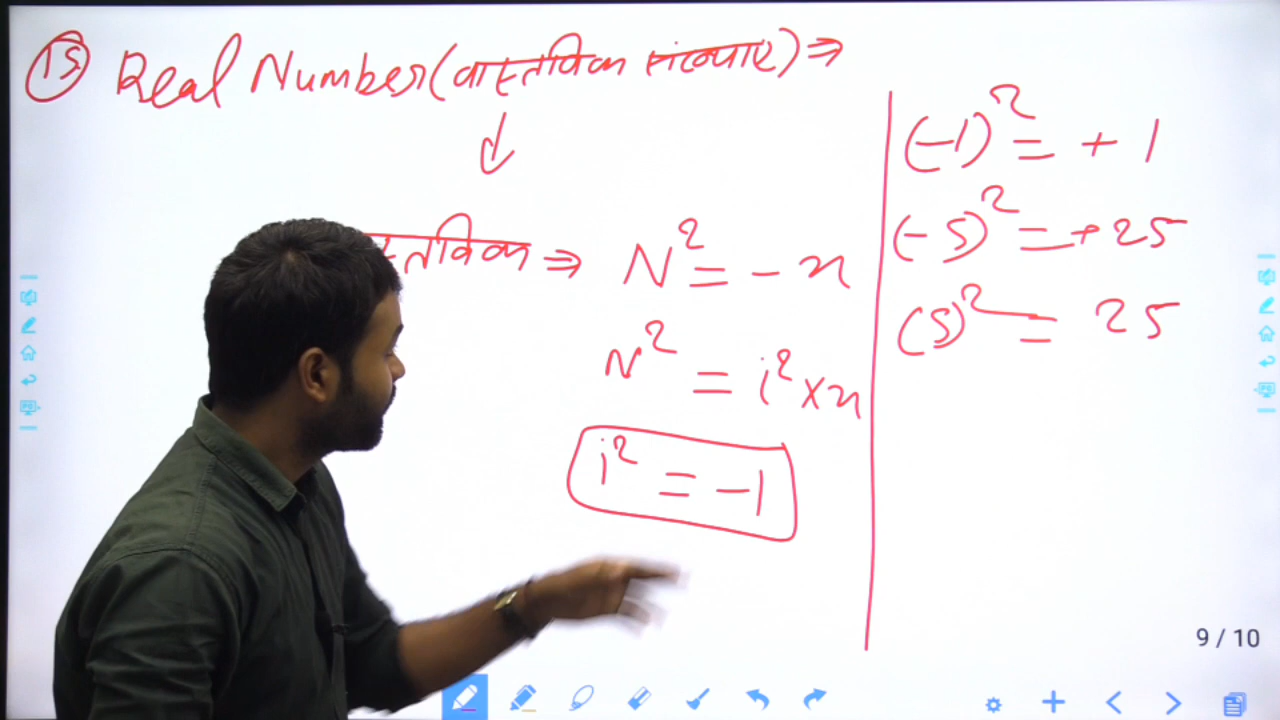 15 Real Number (वास्तविक संख्याए) ⇒
↓
स्तविक ⇒ N² = - x
N² = i² × x
i² = -1
(-1)² = + 1
(-5)² = + 25
(5)² = 25
9 / 10